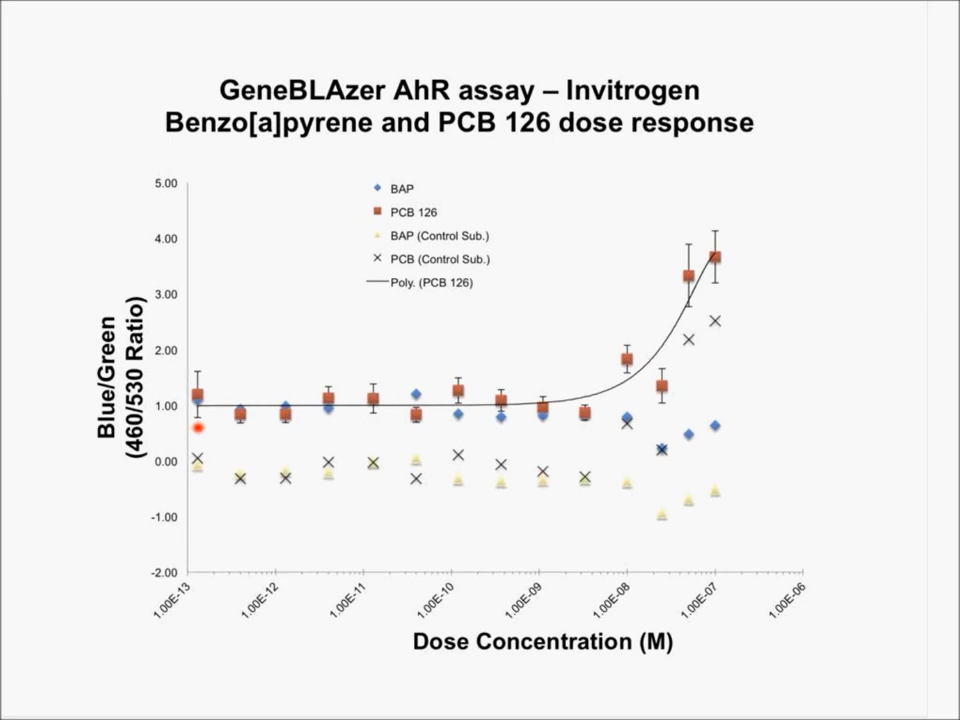 GeneBLAzer AhR assay – Invitrogen
Benzo[a]pyrene and PCB 126 dose response
BAP
PCB 126
BAP (Control Sub.)
PCB (Control Sub.)
Poly. (PCB 126)
5.00
4.00
3.00
2.00
1.00
0.00
-1.00
-2.00
Blue/Green
(460/530 Ratio)
1.00E-13
1.00E-12
1.00E-11
1.00E-10
1.00E-09
1.00E-08
1.00E-07
1.00E-06
Dose Concentration (M)